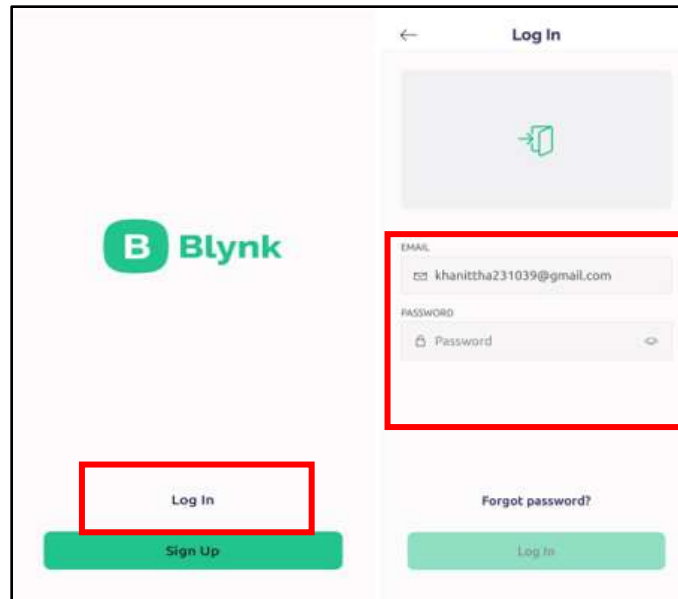 B Blynk
Log In
Sign Up
Log In
EMAIL
khanittha231039@gmail.com
PASSWORD
Password
Forgot password?
Log In